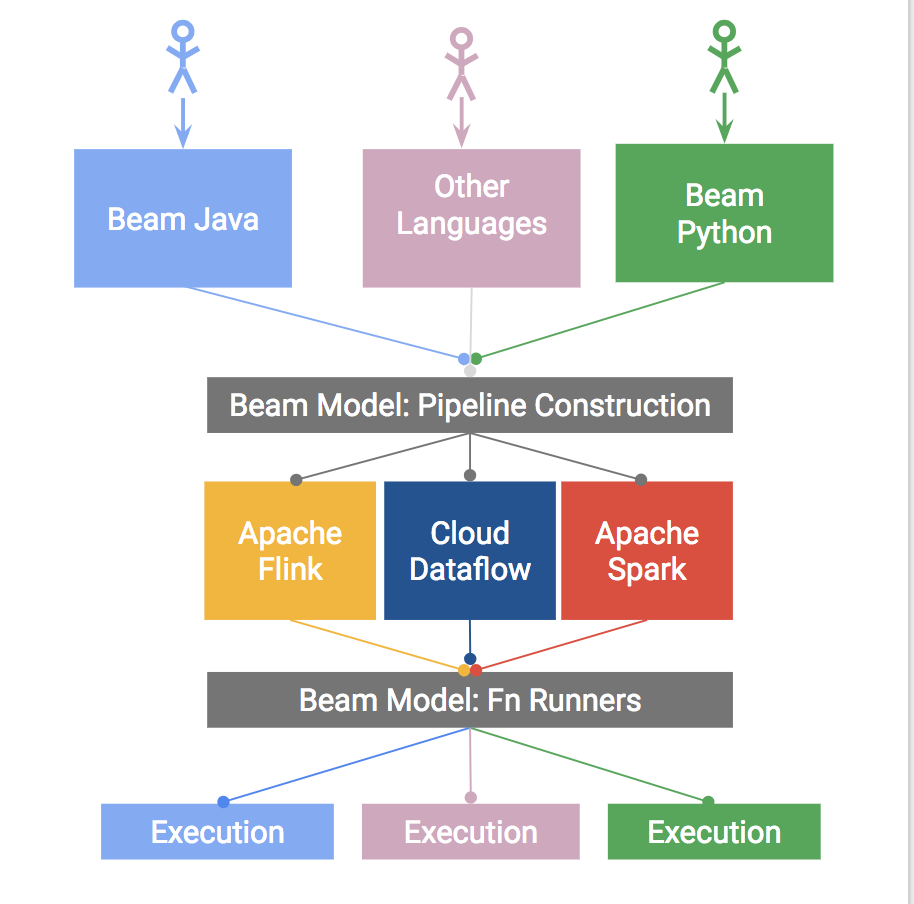 Beam Java
Other
Languages
Beam
Python
Beam Model: Pipeline Construction
Apache
Flink
Cloud
Dataflow
Apache
Spark
Beam Model: Fn Runners
Execution
Execution
Execution